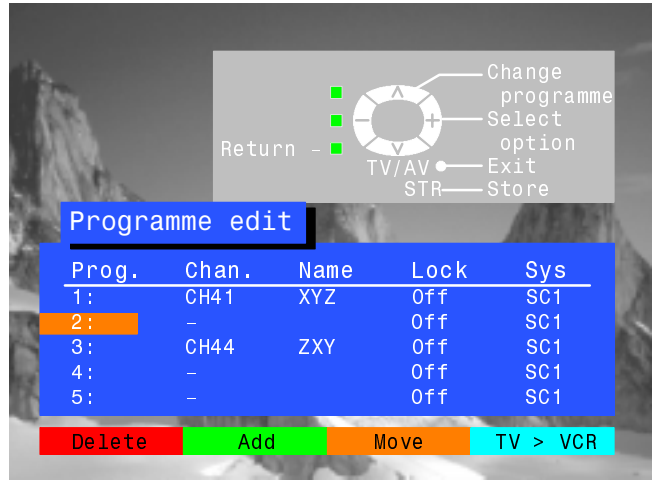 Change
programme
Select
option
Return –
TV/AV
Exit
STR
Store
Programme edit
Prog. Chan. Name Lock Sys
1: CH41 XYZ Off SC1
2: – Off SC1
3: CH44 ZXY Off SC1
4: – Off SC1
5: – Off SC1
Delete Add Move TV > VCR